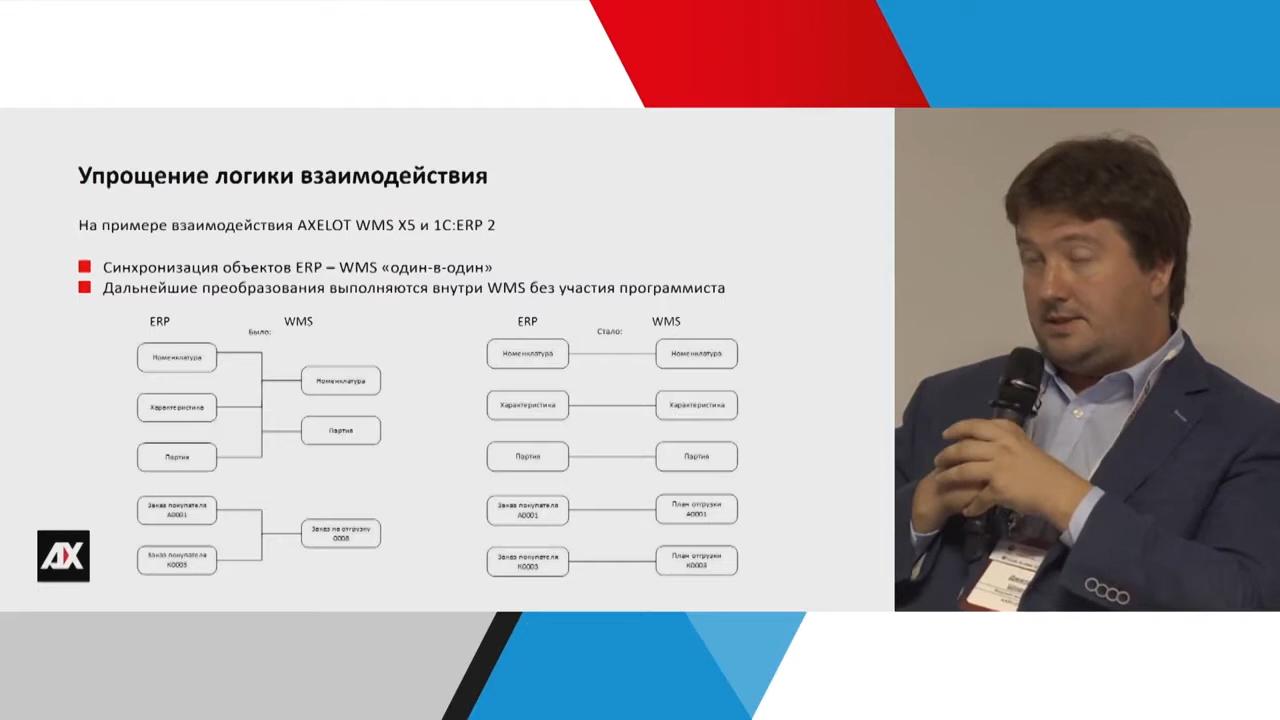 Упрощение логики взаимодействия
На примере взаимодействия AXELOT WMS X5 и 1С:ERP 2
Синхронизация объектов ERP – WMS «один-в-один»
Дальнейшие преобразования выполняются внутри WMS без участия программиста
ERP
WMS
Было:
Номенклатура
Характеристика
Партия
Заказ покупателя
А0001
Заказ покупателя
К0003
Номенклатура
Партия
Заказ на отгрузку
0008
ERP
WMS
Стало:
Номенклатура
Номенклатура
Характеристика
Характеристика
Партия
Партия
Заказ покупателя
А0001
План отгрузки
А0001
Заказ покупателя
К0003
План отгрузки
К0003
AX